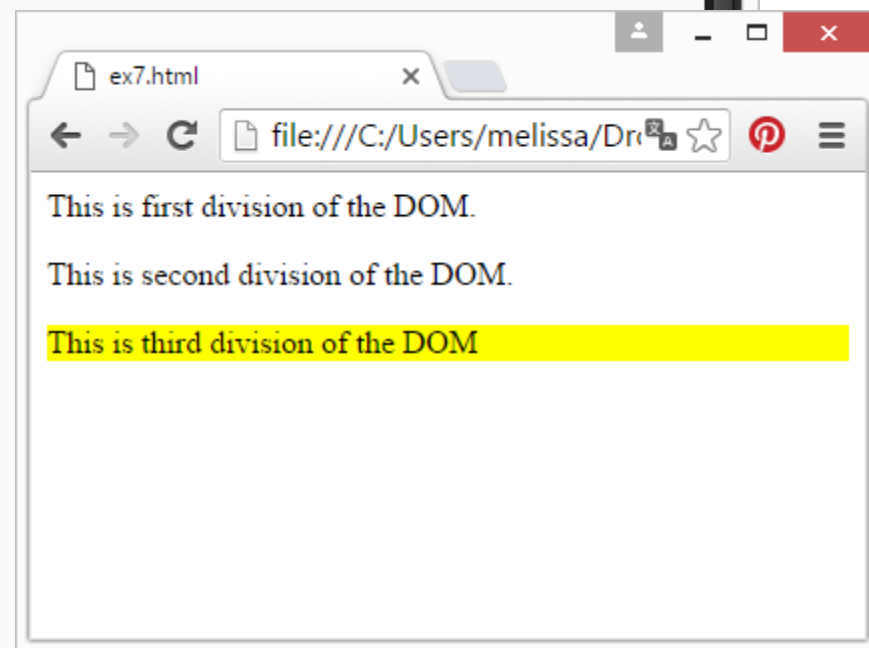 ex7.html
file:///C:/Users/melissa/Dr
This is first division of the DOM.
This is second division of the DOM.
This is third division of the DOM